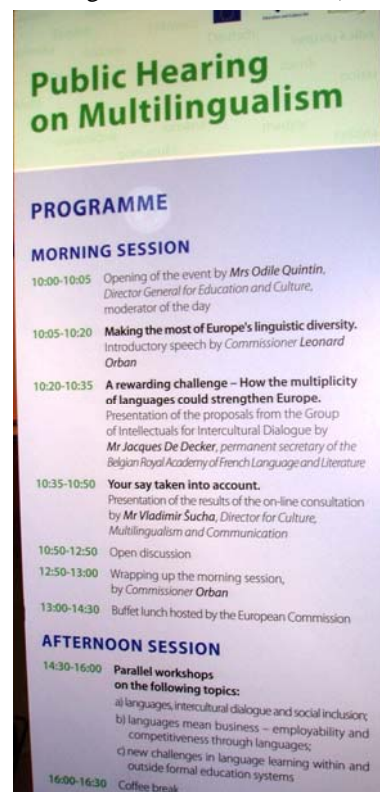 Public Hearing
on Multilingualism
PROGRAMME
MORNING SESSION
10:00-10:05 Opening of the event by Mrs Odile Quintin,
Director General for Education and Culture,
moderator of the day
10:05-10:20 Making the most of Europe's linguistic diversity.
Introductory speech by Commissioner Leonard
Orban
10:20-10:35 A rewarding challenge – How the multiplicity
of languages could strengthen Europe.
Presentation of the proposals from the Group
of Intellectuals for Intercultural Dialogue by
Mr Jacques De Decker, permanent secretary of the
Belgian Royal Academy of French Language and Literature
10:35-10:50 Your say taken into account.
Presentation of the results of the on-line consultation
by Mr Vladimir Šucha, Director for Culture,
Multilingualism and Communication
10:50-12:50 Open discussion
12:50-13:00 Wrapping up the morning session,
by Commissioner Orban
13:00-14:30 Buffet lunch hosted by the European Commission
AFTERNOON SESSION
14:30-16:00 Parallel workshops
on the following topics:
a) languages, intercultural dialogue and social inclusion;
b) languages mean business – employability and
competitiveness through languages;
c) new challenges in language learning within and
outside formal education systems
16:00-16:30 Coffee break